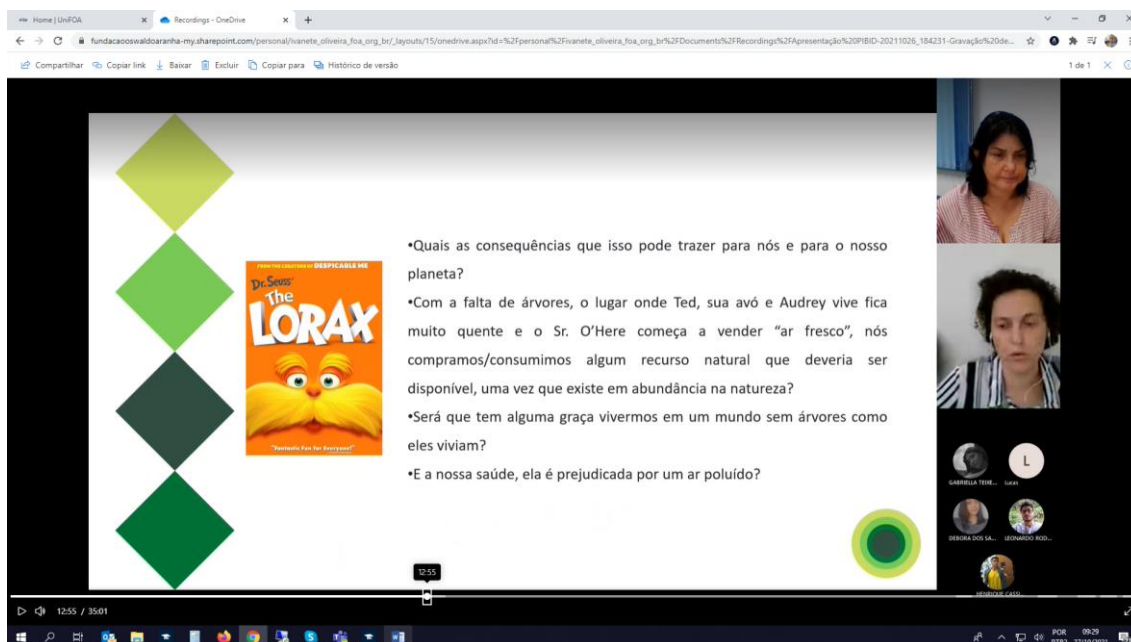 Home | UniFOA
Recordings - OneDrive
fundacaooswaldoaranha-my.sharepoint.com/personal/ivanete_oliveira_foa_org_br/_layouts/15/onedrive.aspx?id=%2Fpersonal%2Fivanete_oliveira_foa_org_br%2FDocuments%2FRecordings%2FApresentação%20PIBID-20211026_184231-Gravação%20de...
Compartilhar Copiar link Baixar Excluir Copiar para Histórico de versão 1 de 1
•Quais as consequências que isso pode trazer para nós e para o nosso
planeta?
•Com a falta de árvores, o lugar onde Ted, sua avó e Audrey vive fica
muito quente e o Sr. O’Here começa a vender “ar fresco”, nós
compramos/consumimos algum recurso natural que deveria ser
disponível, uma vez que existe em abundância na natureza?
•Será que tem alguma graça vivermos em um mundo sem árvores como
eles viviam?
•E a nossa saúde, ela é prejudicada por um ar poluído?
FROM THE CREATORS OF DESPICABLE ME
Dr. Seuss'
The
LORAX
"Fantastic Fun for Everyone!"
L
GABRIELLA TEIXE... Lucas
DEBORA DOS SA... LEONARDO ROD...
HENRIQUE CASSI...
12:55
12:55 / 35:01
POR 09:29
PTB2 27/10/2021